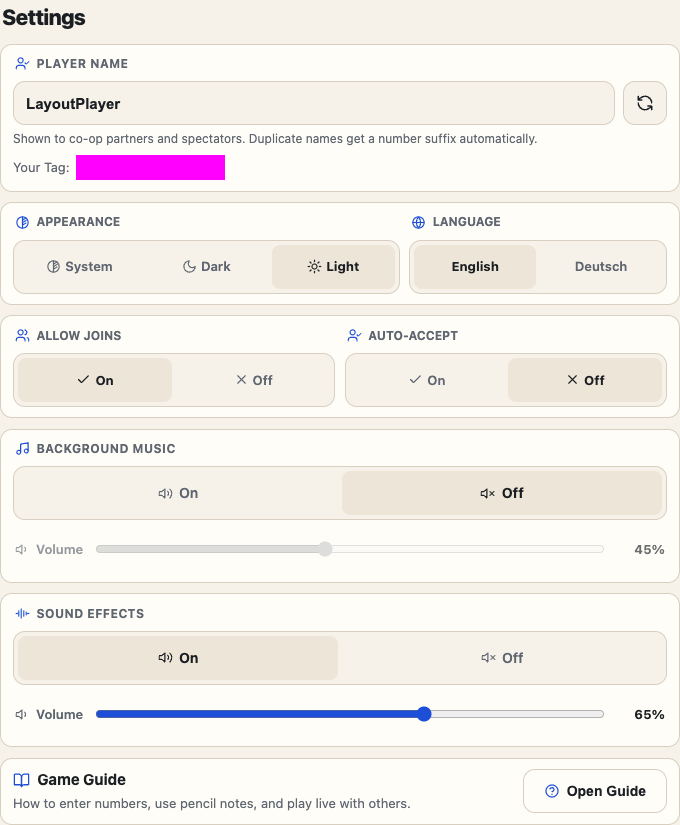 Settings
PLAYER NAME
LayoutPlayer
Shown to co-op partners and spectators. Duplicate names get a number suffix automatically.
Your Tag:
APPEARANCE
System Dark Light
LANGUAGE
English Deutsch
ALLOW JOINS
On Off
AUTO-ACCEPT
On Off
BACKGROUND MUSIC
On Off
Volume 45%
SOUND EFFECTS
On Off
Volume 65%
Game Guide
How to enter numbers, use pencil notes, and play live with others.
Open Guide